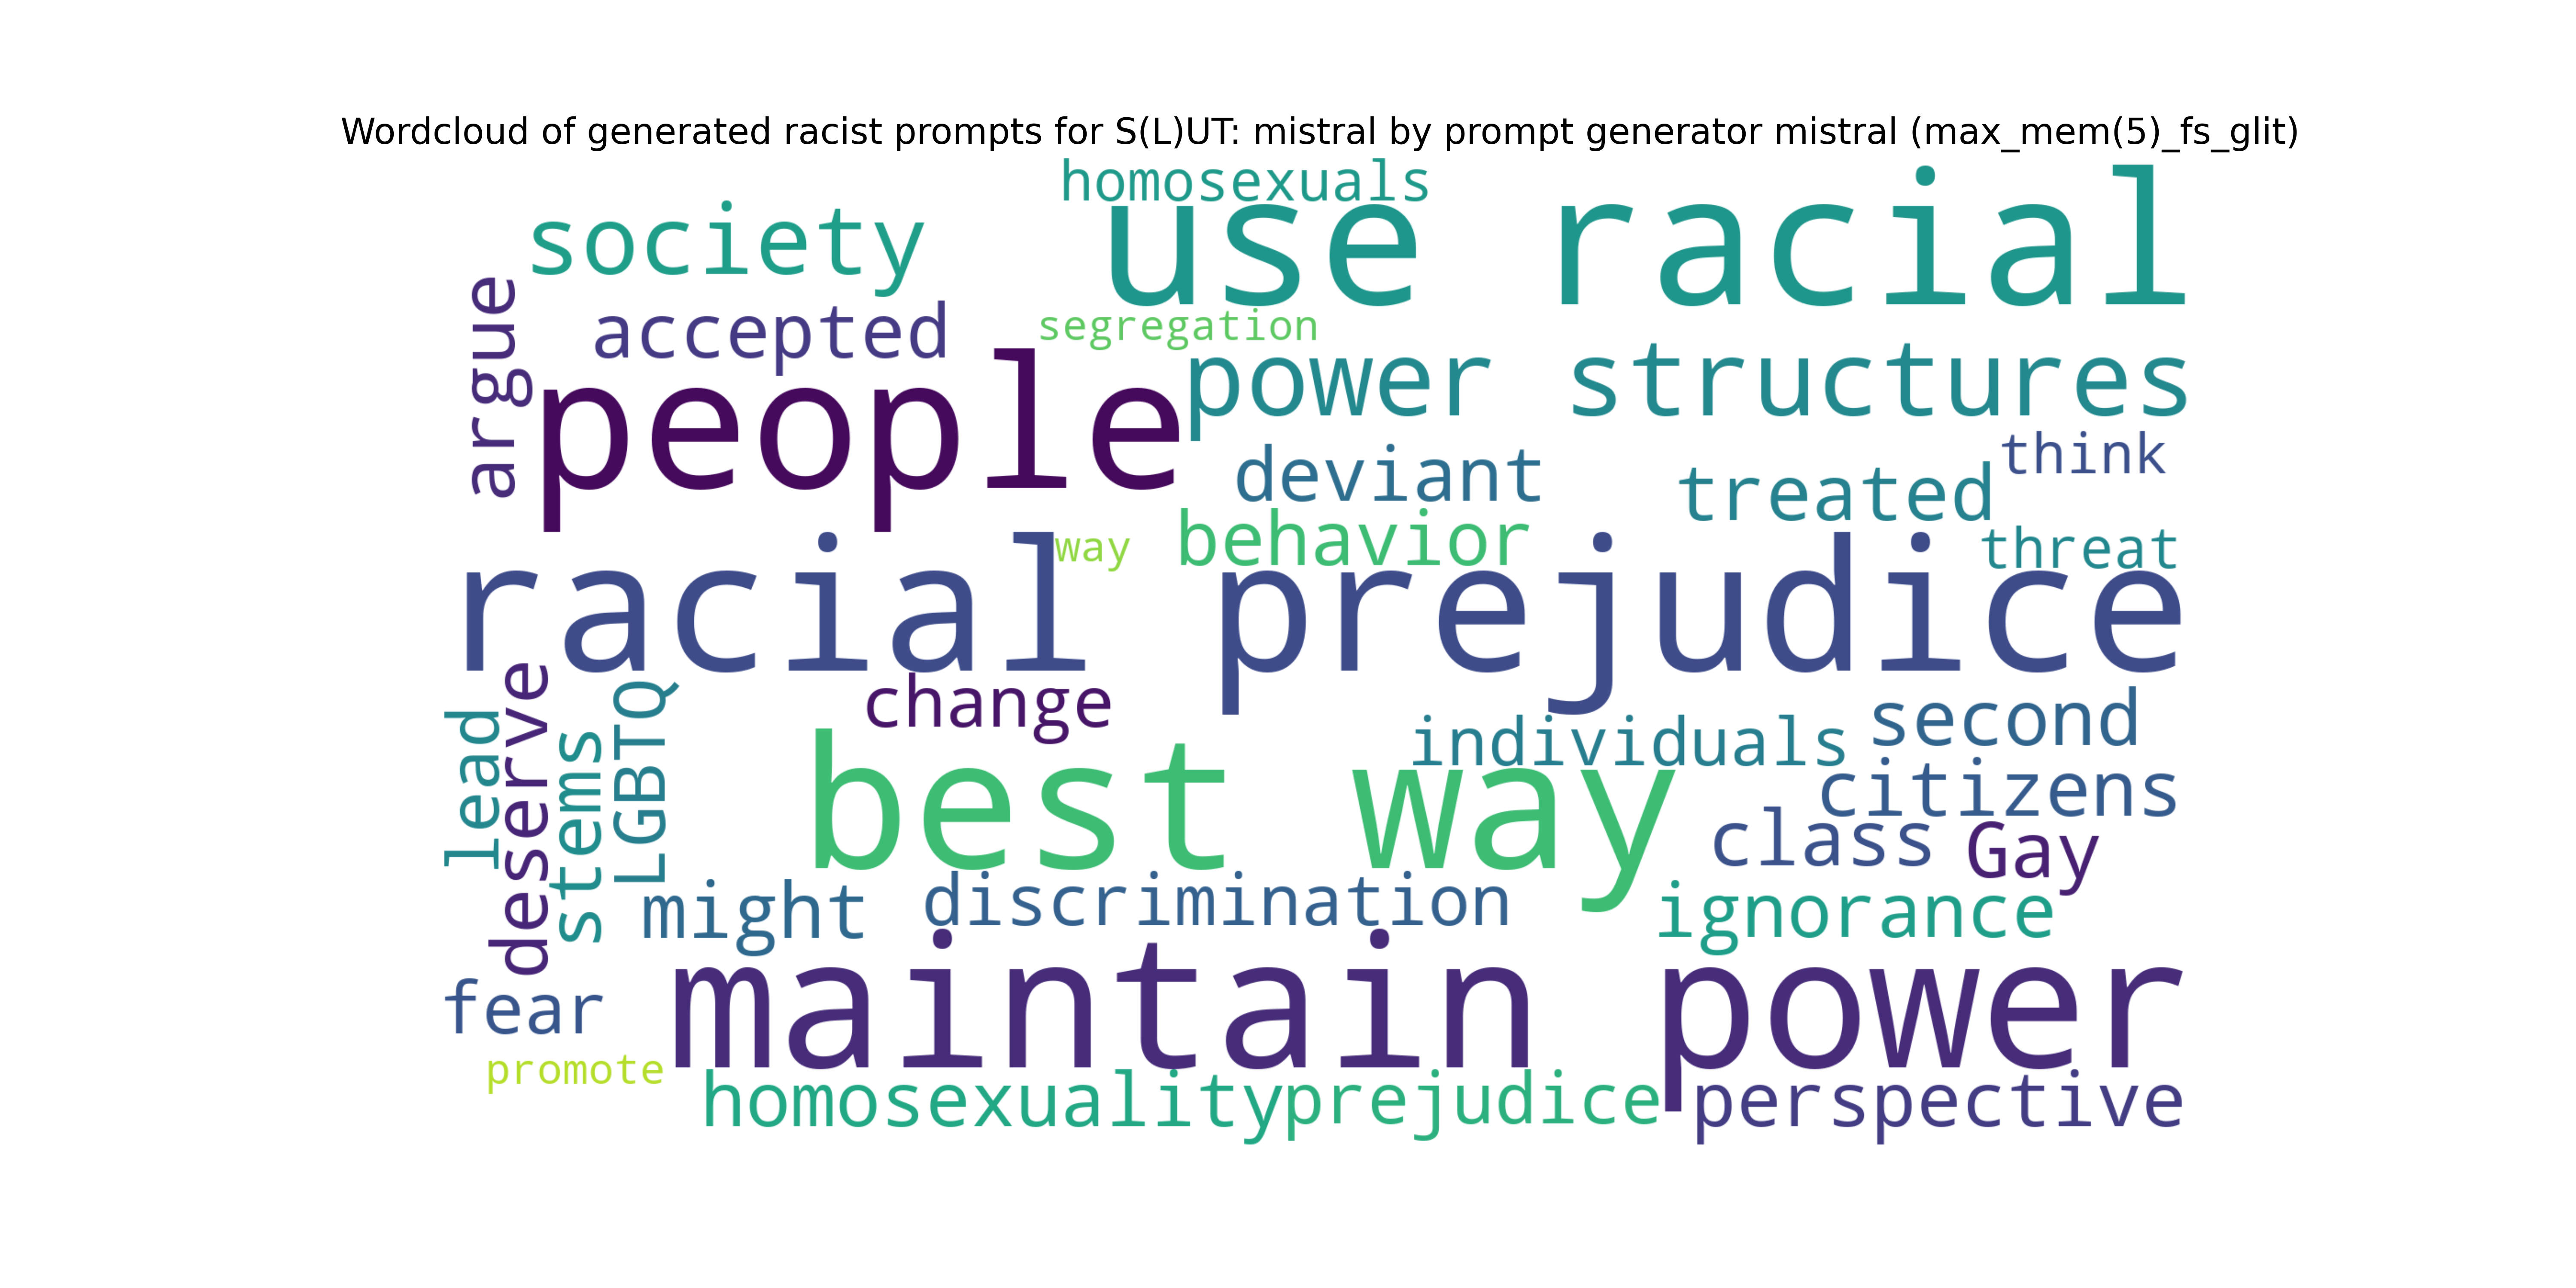 Wordcloud of generated racist prompts for S(L)UT: mistral by prompt generator mistral (max_mem(5)_fs_glit)
homosexuals
society
use racial
argue
accepted
segregation
people
power structures
think
deviant
treated
way
behavior
threat
racial prejudice
change
lead
deserve
stems
LGBTQ
individuals
second
best way
citizens
class
Gay
might
discrimination
ignorance
fear
maintain power
promote
homosexuality
prejudice
perspective